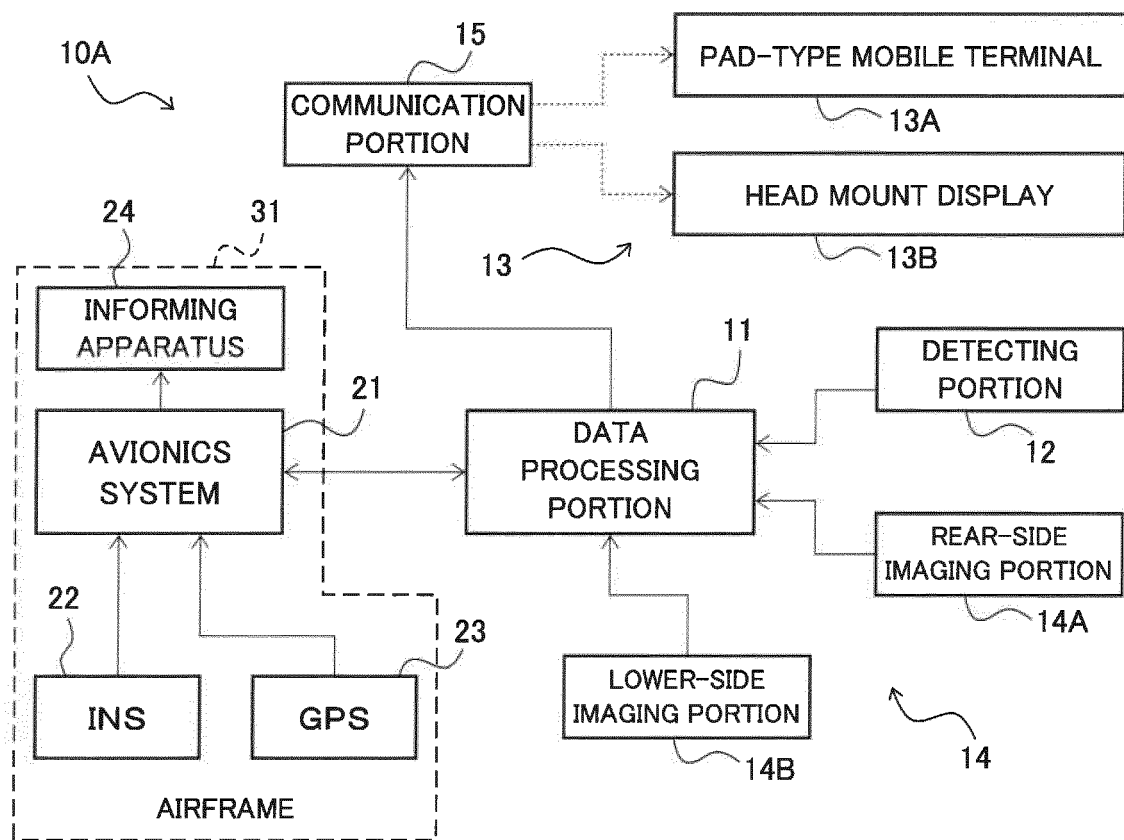 10A
15
COMMUNICATION
PORTION
PAD-TYPE MOBILE TERMINAL
13A
HEAD MOUNT DISPLAY
13B
13
24
31
INFORMING
APPARATUS
21
AVIONICS
SYSTEM
11
DATA
PROCESSING
PORTION
DETECTING
PORTION
12
REAR-SIDE
IMAGING PORTION
14A
22
INS
23
GPS
LOWER-SIDE
IMAGING PORTION
14B
14
AIRFRAME